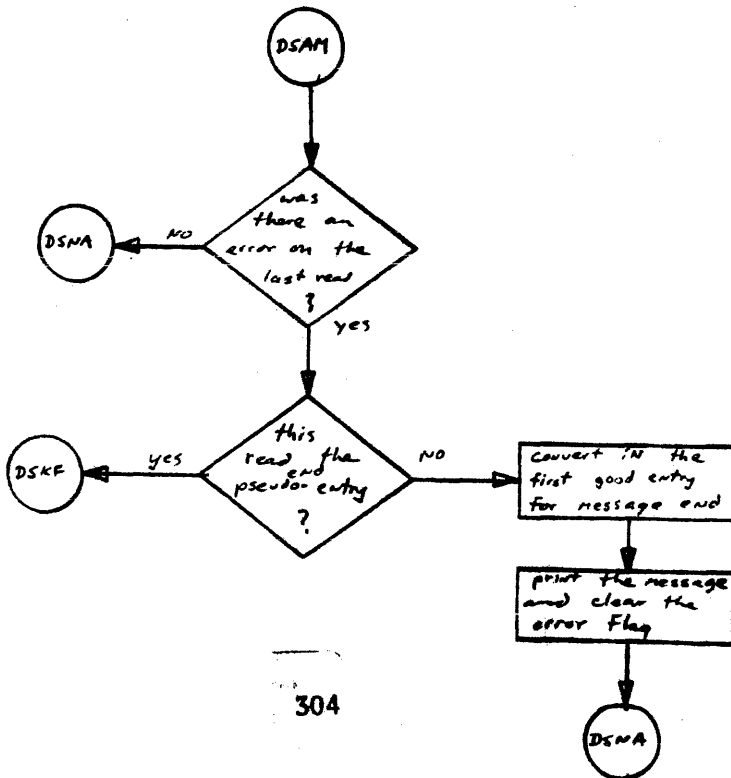 DSAM
was
there an
error on the
last read
?
NO
DSNA
yes
this
read the
end
pseudo-entry
?
yes
DSKF
NO
convert in the
first good entry
for message end
print the message
and clear the
error Flag
DSNA
304